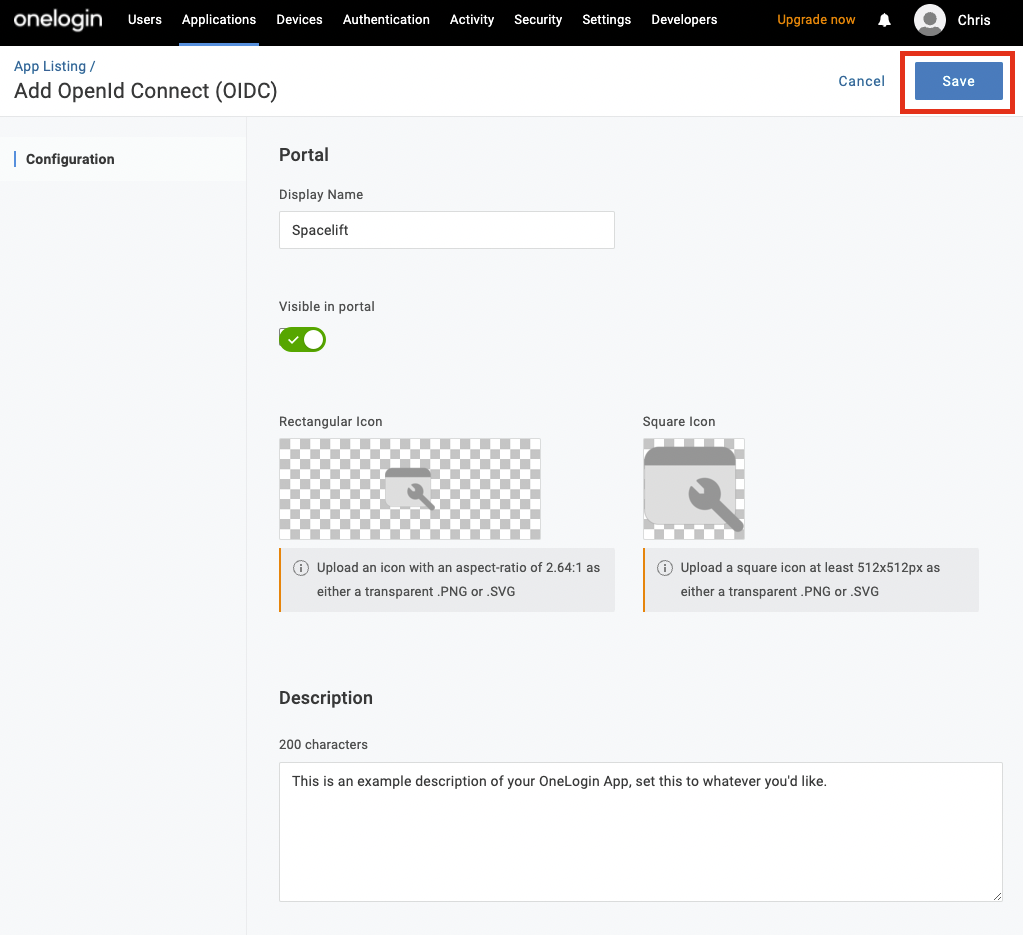 onelogin Users Applications Devices Authentication Activity Security Settings Developers Upgrade now Chris
App Listing /
Add OpenId Connect (OIDC)
Cancel Save
Configuration
Portal
Display Name
Spacelift
Visible in portal
Rectangular Icon
Square Icon
Upload an icon with an aspect-ratio of 2.64:1 as
either a transparent .PNG or .SVG
Upload a square icon at least 512x512px as
either a transparent .PNG or .SVG
Description
200 characters
This is an example description of your OneLogin App, set this to whatever you'd like.